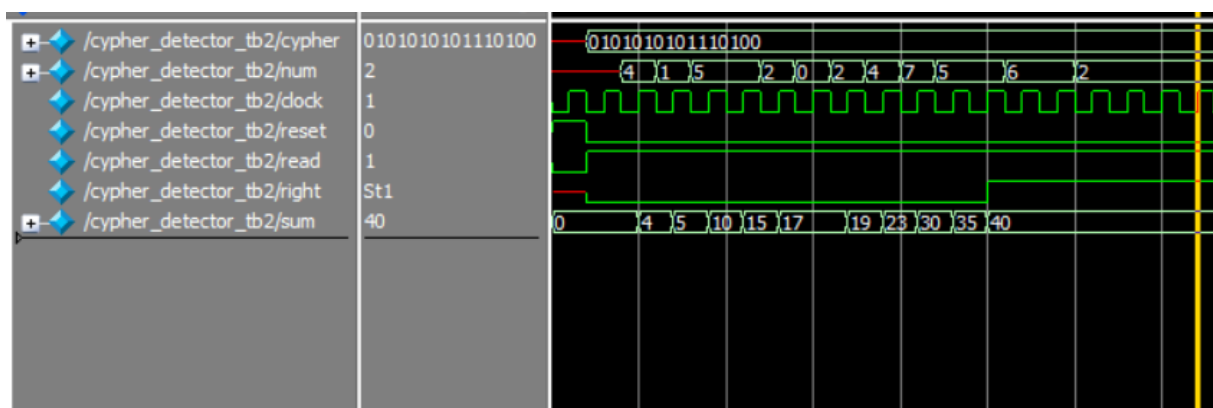 /cypher_detector_tb2/cypher 0101010101110100 0101010101110100
/cypher_detector_tb2/num 2 4 1 5 2 0 2 4 7 5 6 2
/cypher_detector_tb2/clock 1
/cypher_detector_tb2/reset 0
/cypher_detector_tb2/read 1
/cypher_detector_tb2/right St1
/cypher_detector_tb2/sum 40 0 4 5 10 15 17 19 23 30 35 40